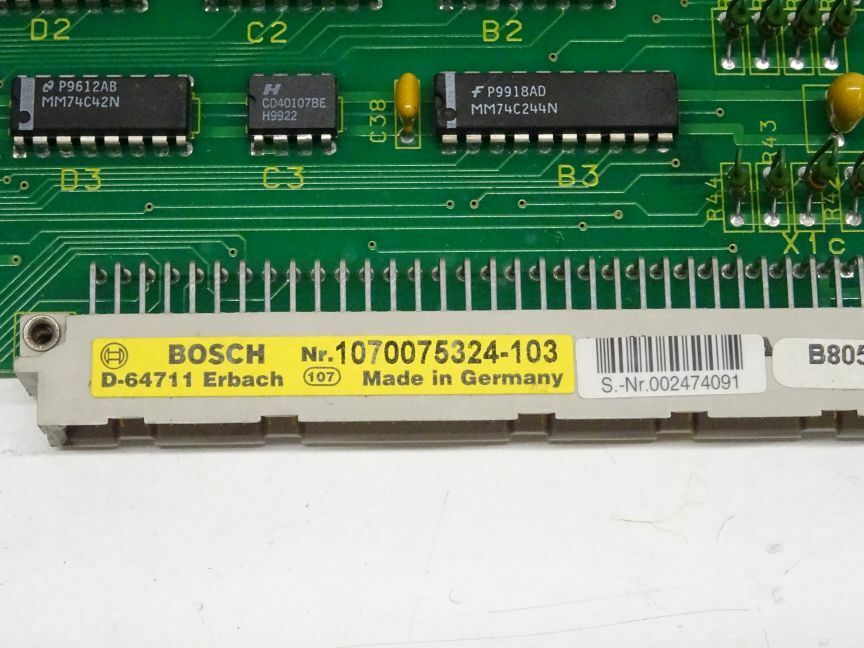 D2
C2
B2
P9612AB
MM74C42N
H
CD40107BE
H9922
C38
F P9918AD
MM74C244N
R43
R44
D3
C3
B3
X1c
BOSCH Nr.1070075324-103
D-64711 Erbach 107 Made in Germany
S.-Nr.002474091
B805